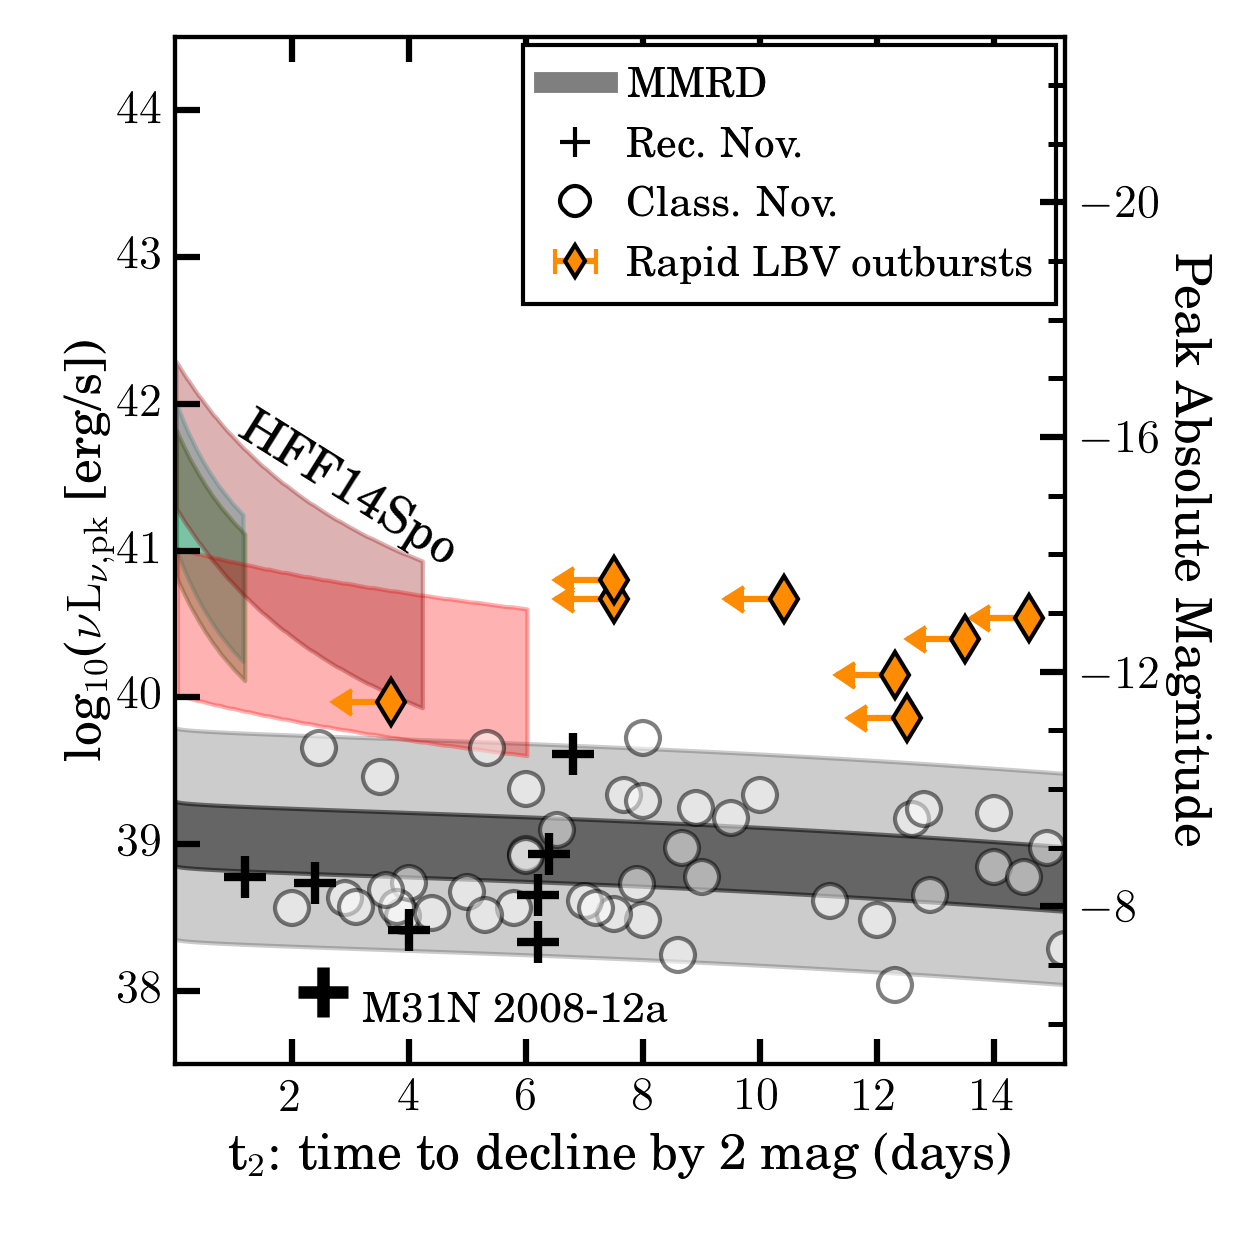 MMRD
Rec. Nov.
Class. Nov.
Rapid LBV outbursts
44
43
42
41
40
39
38
log₁₀(νL_ν,pk [erg/s])
HFF14Spo
M31N 2008-12a
−20
−16
−12
−8
Peak Absolute Magnitude
2 4 6 8 10 12 14
t₂: time to decline by 2 mag (days)